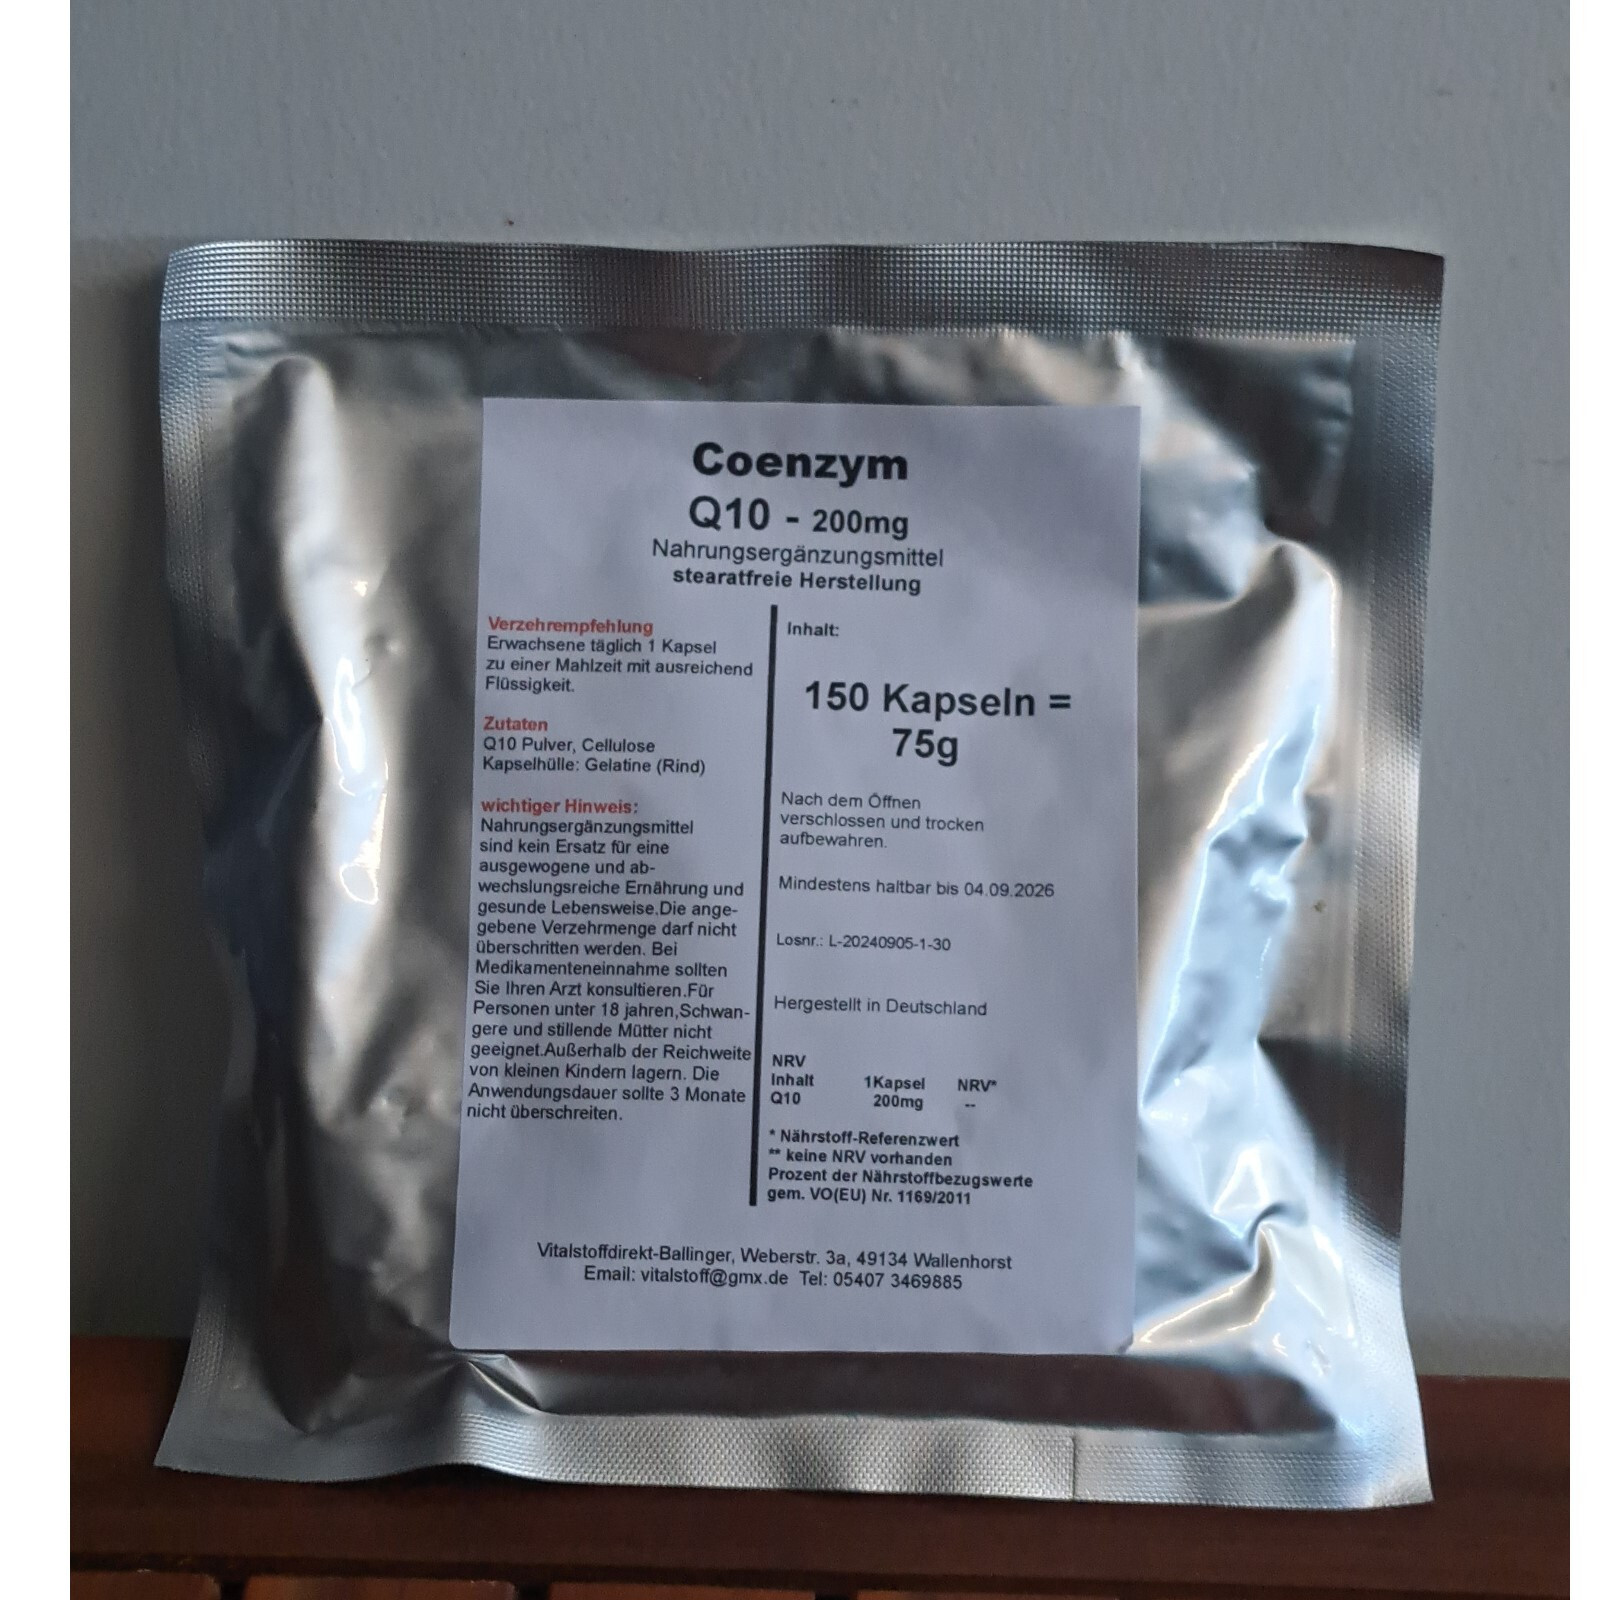 Coenzym
Q10 - 200mg
Nahrungsergänzungsmittel
stearatfreie Herstellung
Verzehrempfehlung
Erwachsene täglich 1 Kapsel
zu einer Mahlzeit mit ausreichend
Flüssigkeit.
Zutaten
Q10 Pulver, Cellulose
Kapselhülle: Gelatine (Rind)
wichtiger Hinweis:
Nahrungsergänzungsmittel
sind kein Ersatz für eine
ausgewogene und ab-
wechslungsreiche Ernährung und
gesunde Lebensweise.Die ange-
gebene Verzehrmenge darf nicht
überschritten werden. Bei
Medikamenteneinnahme sollten
Sie Ihren Arzt konsultieren.Für
Personen unter 18 jahren,Schwan-
gere und stillende Mütter nicht
geeignet.Außerhalb der Reichweite
von kleinen Kindern lagern. Die
Anwendungsdauer sollte 3 Monate
nicht überschreiten.
Inhalt:
150 Kapseln =
75g
Nach dem Öffnen
verschlossen und trocken
aufbewahren.
Mindestens haltbar bis 04.09.2026
Losnr.: L-20240905-1-30
Hergestellt in Deutschland
NRV
Inhalt 1Kapsel NRV*
Q10 200mg --
* Nährstoff-Referenzwert
** keine NRV vorhanden
Prozent der Nährstoffbezugswerte
gem. VO(EU) Nr. 1169/2011
Vitalstoffdirekt-Ballinger, Weberstr. 3a, 49134 Wallenhorst
Email: vitalstoff@gmx.de Tel: 05407 3469885